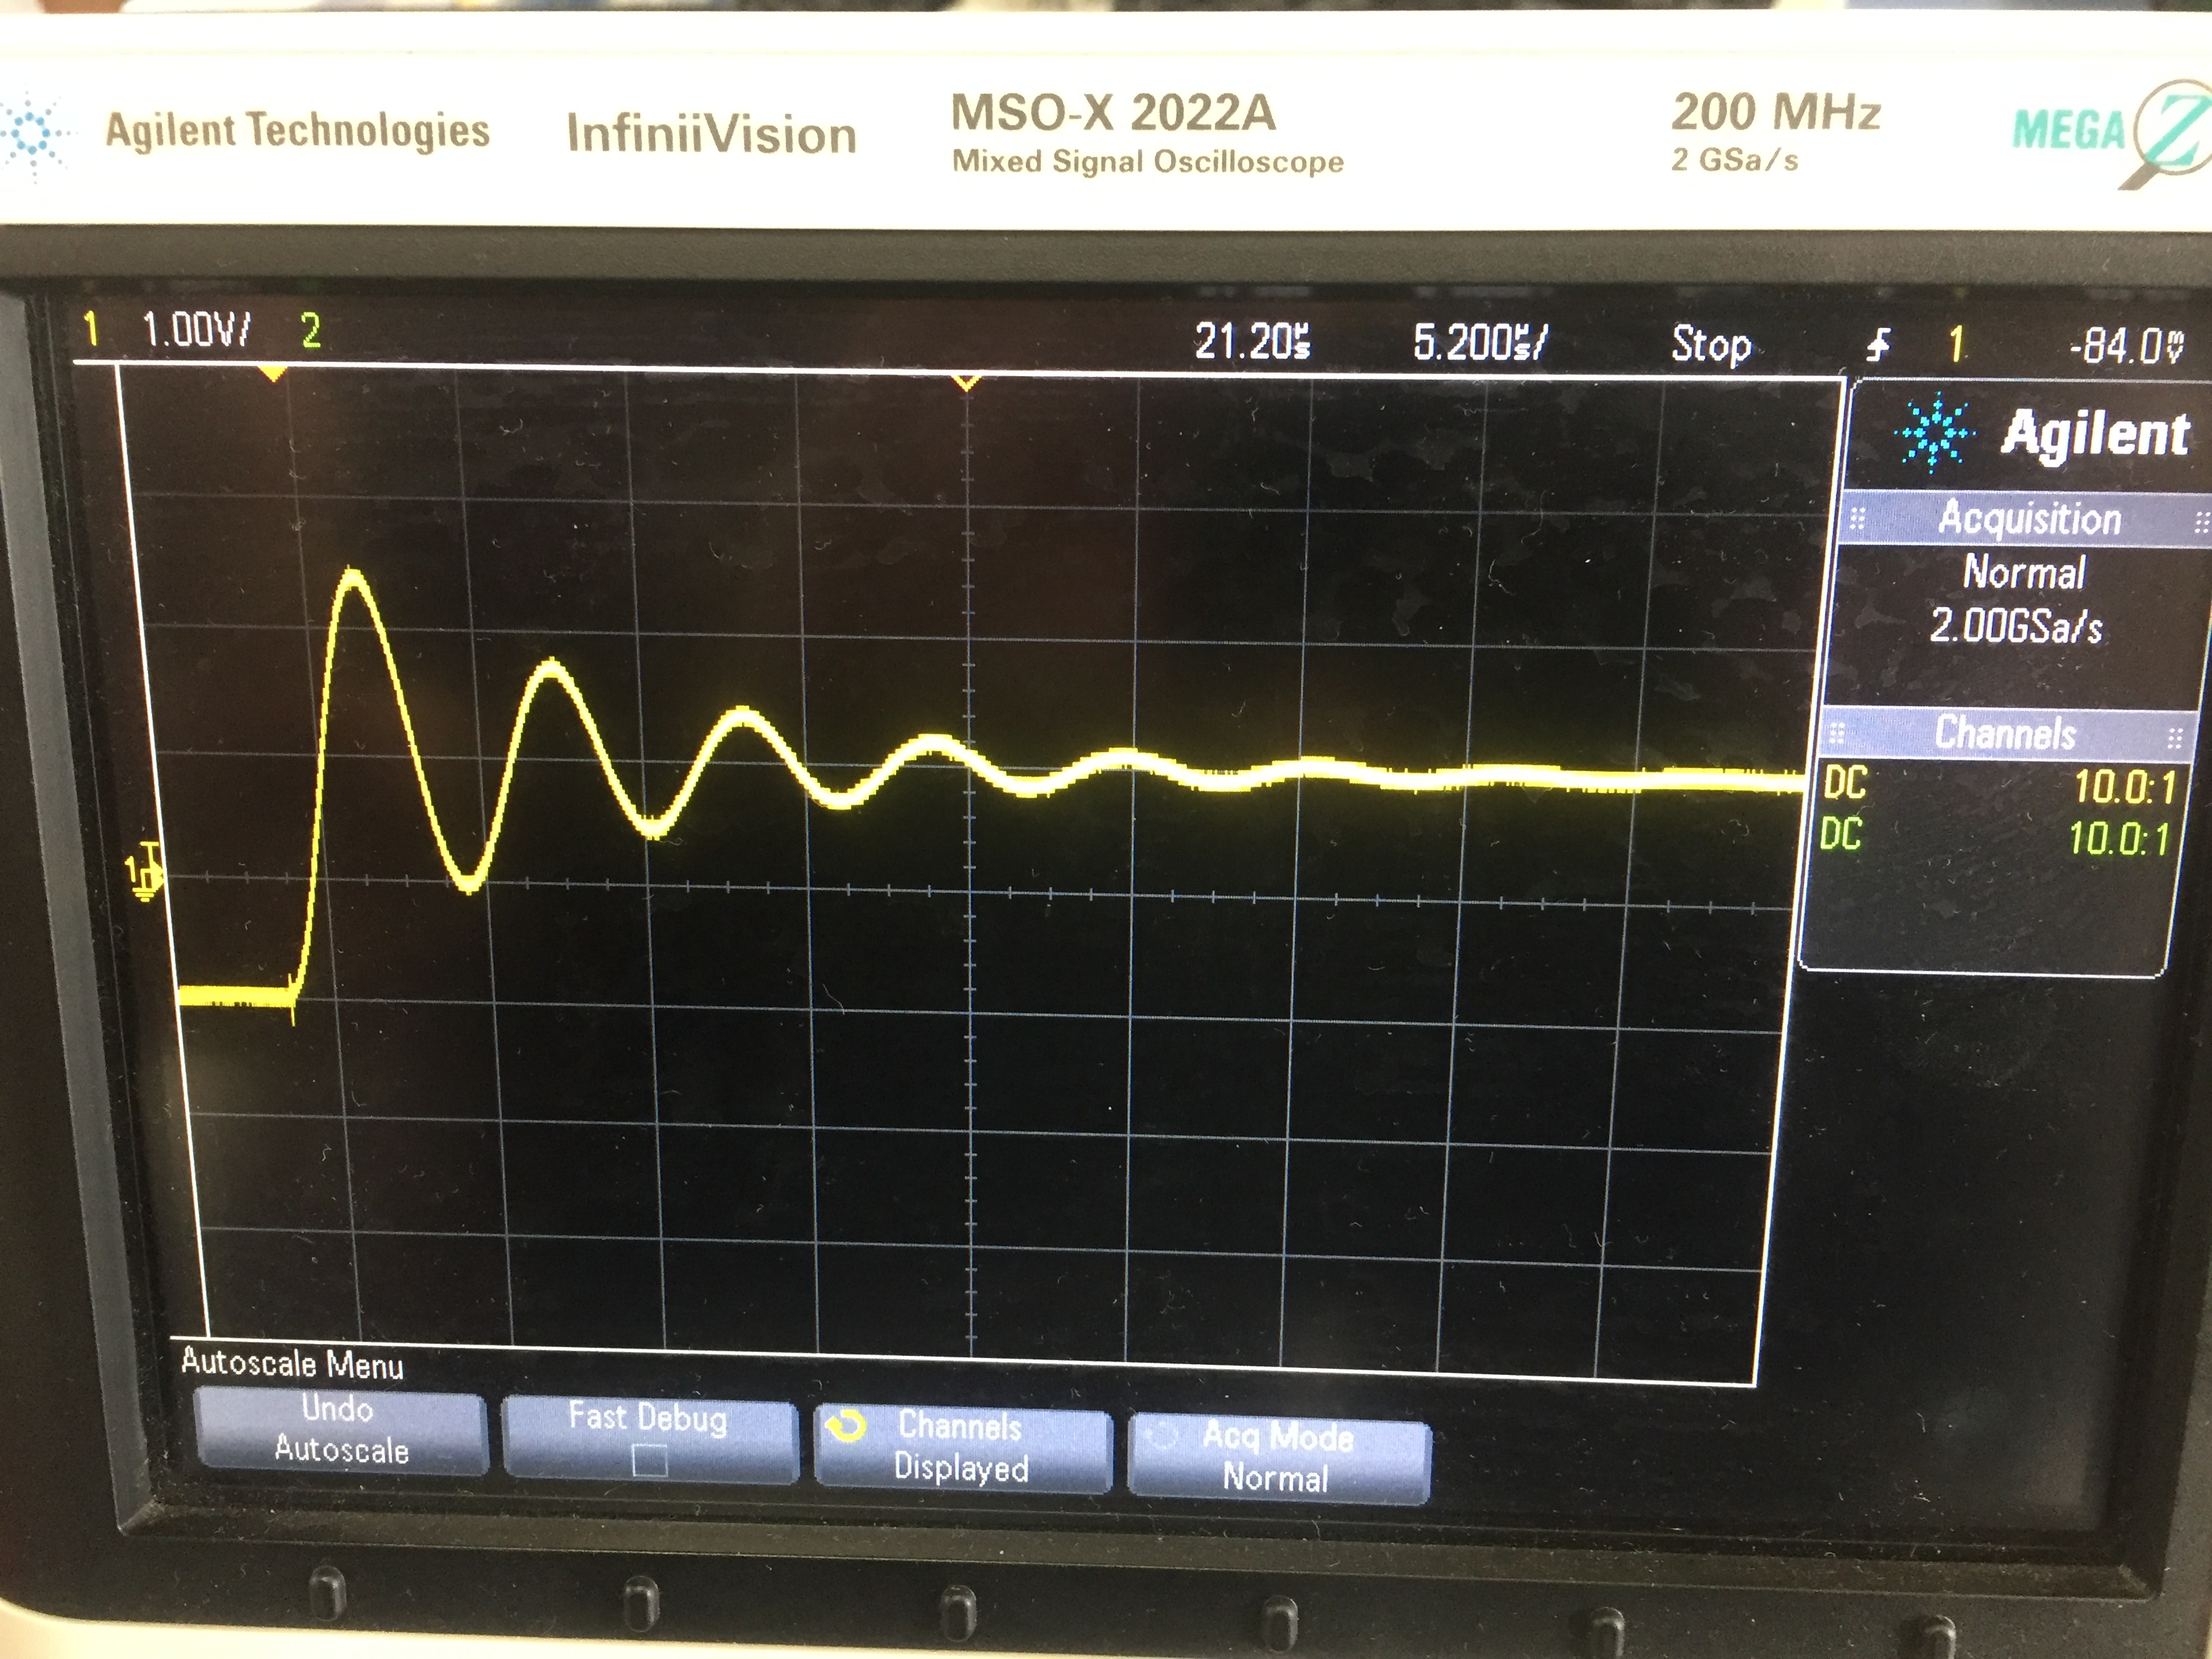 Agilent Technologies InfiniiVision MSO-X 2022A 200 MHz MEGA Z
Mixed Signal Oscilloscope 2 GSa/s
1 1.00V/ 2 21.20µs 5.200µs/ Stop 1 -84.0mV
Agilent
Acquisition
Normal
2.00GSa/s
Channels
DC 10.0:1
DC 10.0:1
1
T
Autoscale Menu
Undo Autoscale
Fast Debug
Channels Displayed
Acq Mode Normal